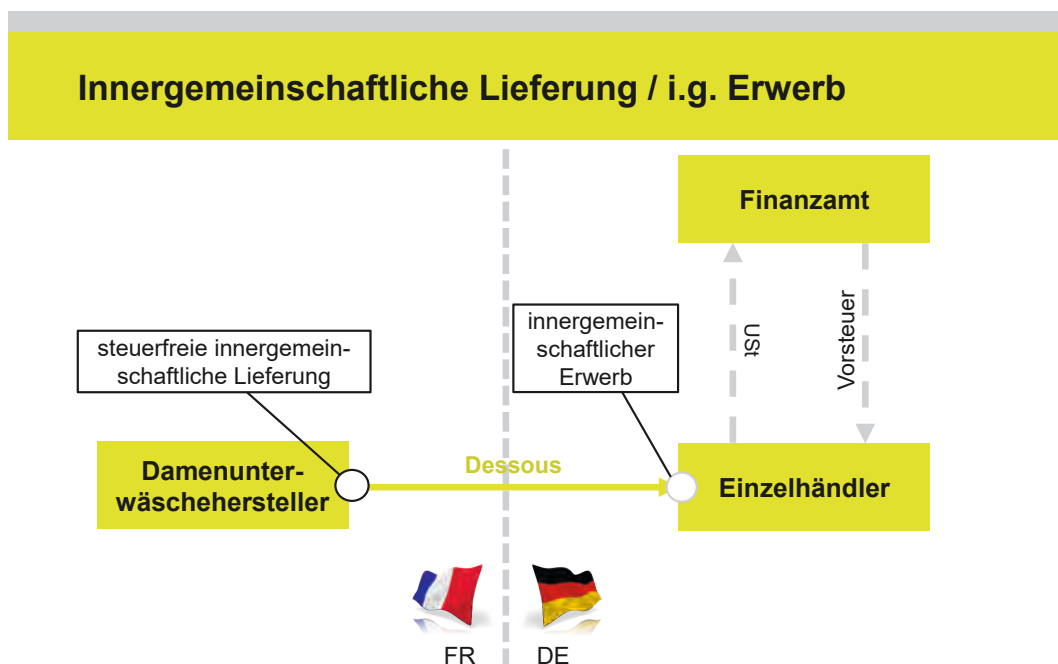 Innergemeinschaftliche Lieferung / i.g. Erwerb
Finanzamt
USt
Vorsteuer
steuerfreie innergemein-
schaftliche Lieferung
innergemein-
schaftlicher
Erwerb
Damenunter-
wäschehersteller
Dessous
Einzelhändler
FR
DE